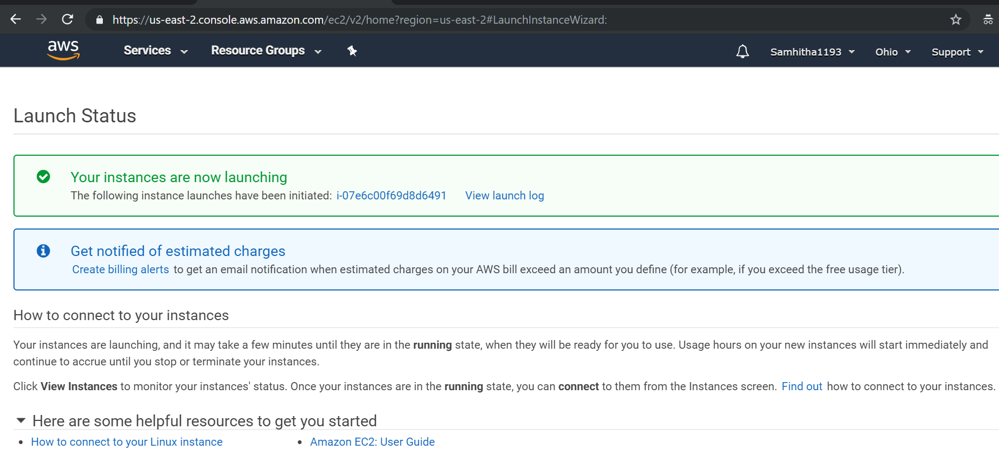 https://us-east-2.console.aws.amazon.com/ec2/v2/home?region=us-east-2#LaunchInstanceWizard:
aws Services Resource Groups Samhitha1193 Ohio Support
Launch Status
Your instances are now launching
The following instance launches have been initiated: i-07e6c00f69d8d6491 View launch log
Get notified of estimated charges
Create billing alerts to get an email notification when estimated charges on your AWS bill exceed an amount you define (for example, if you exceed the free usage tier).
How to connect to your instances
Your instances are launching, and it may take a few minutes until they are in the running state, when they will be ready for you to use. Usage hours on your new instances will start immediately and
continue to accrue until you stop or terminate your instances.
Click View Instances to monitor your instances' status. Once your instances are in the running state, you can connect to them from the Instances screen. Find out how to connect to your instances.
Here are some helpful resources to get you started
• How to connect to your Linux instance • Amazon EC2: User Guide